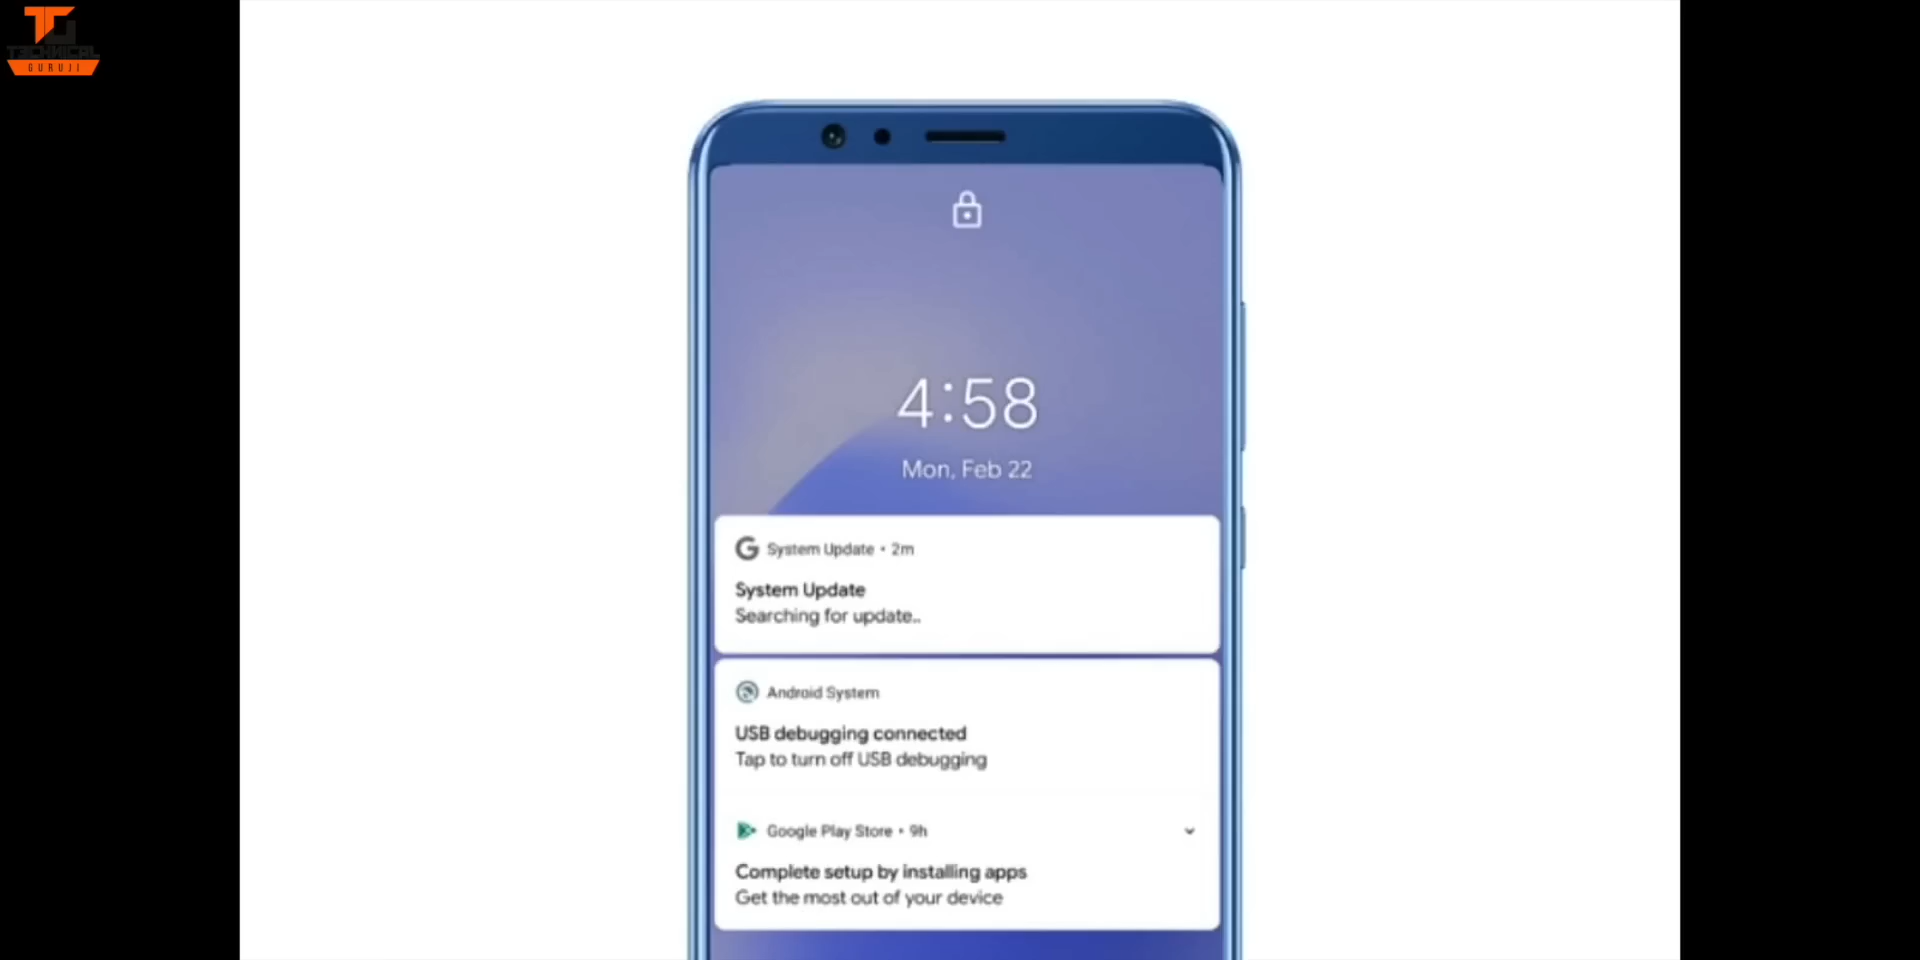 TG
TECHNICAL
GURUJI
4:58
Mon, Feb 22
G System Update • 2m
System Update
Searching for update..
Android System
USB debugging connected
Tap to turn off USB debugging
Google Play Store • 9h
Complete setup by installing apps
Get the most out of your device